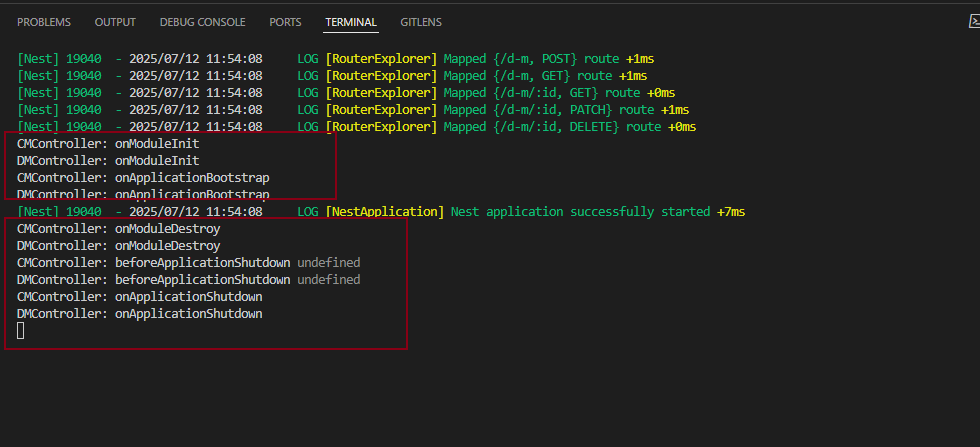 PROBLEMS OUTPUT DEBUG CONSOLE PORTS TERMINAL GITLENS
[Nest] 19040  - 2025/07/12 11:54:08     LOG [RouterExplorer] Mapped {/d-m, POST} route +1ms
[Nest] 19040  - 2025/07/12 11:54:08     LOG [RouterExplorer] Mapped {/d-m, GET} route +1ms
[Nest] 19040  - 2025/07/12 11:54:08     LOG [RouterExplorer] Mapped {/d-m/:id, GET} route +0ms
[Nest] 19040  - 2025/07/12 11:54:08     LOG [RouterExplorer] Mapped {/d-m/:id, PATCH} route +1ms
[Nest] 19040  - 2025/07/12 11:54:08     LOG [RouterExplorer] Mapped {/d-m/:id, DELETE} route +0ms
CMController: onModuleInit
DMController: onModuleInit
CMController: onApplicationBootstrap
DMController: onApplicationBootstrap
[Nest] 19040  - 2025/07/12 11:54:08     LOG [NestApplication] Nest application successfully started +7ms
CMController: onModuleDestroy
DMController: onModuleDestroy
CMController: beforeApplicationShutdown undefined
DMController: beforeApplicationShutdown undefined
CMController: onApplicationShutdown
DMController: onApplicationShutdown